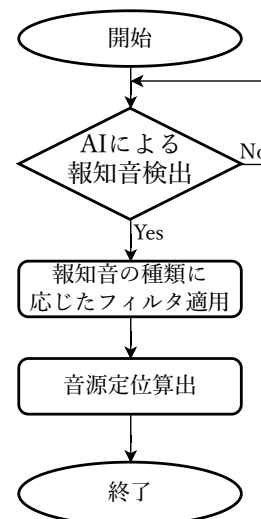 開始
AIによる
報知音検出
No
Yes
報知音の種類に
応じたフィルタ適用
音源定位算出
終了